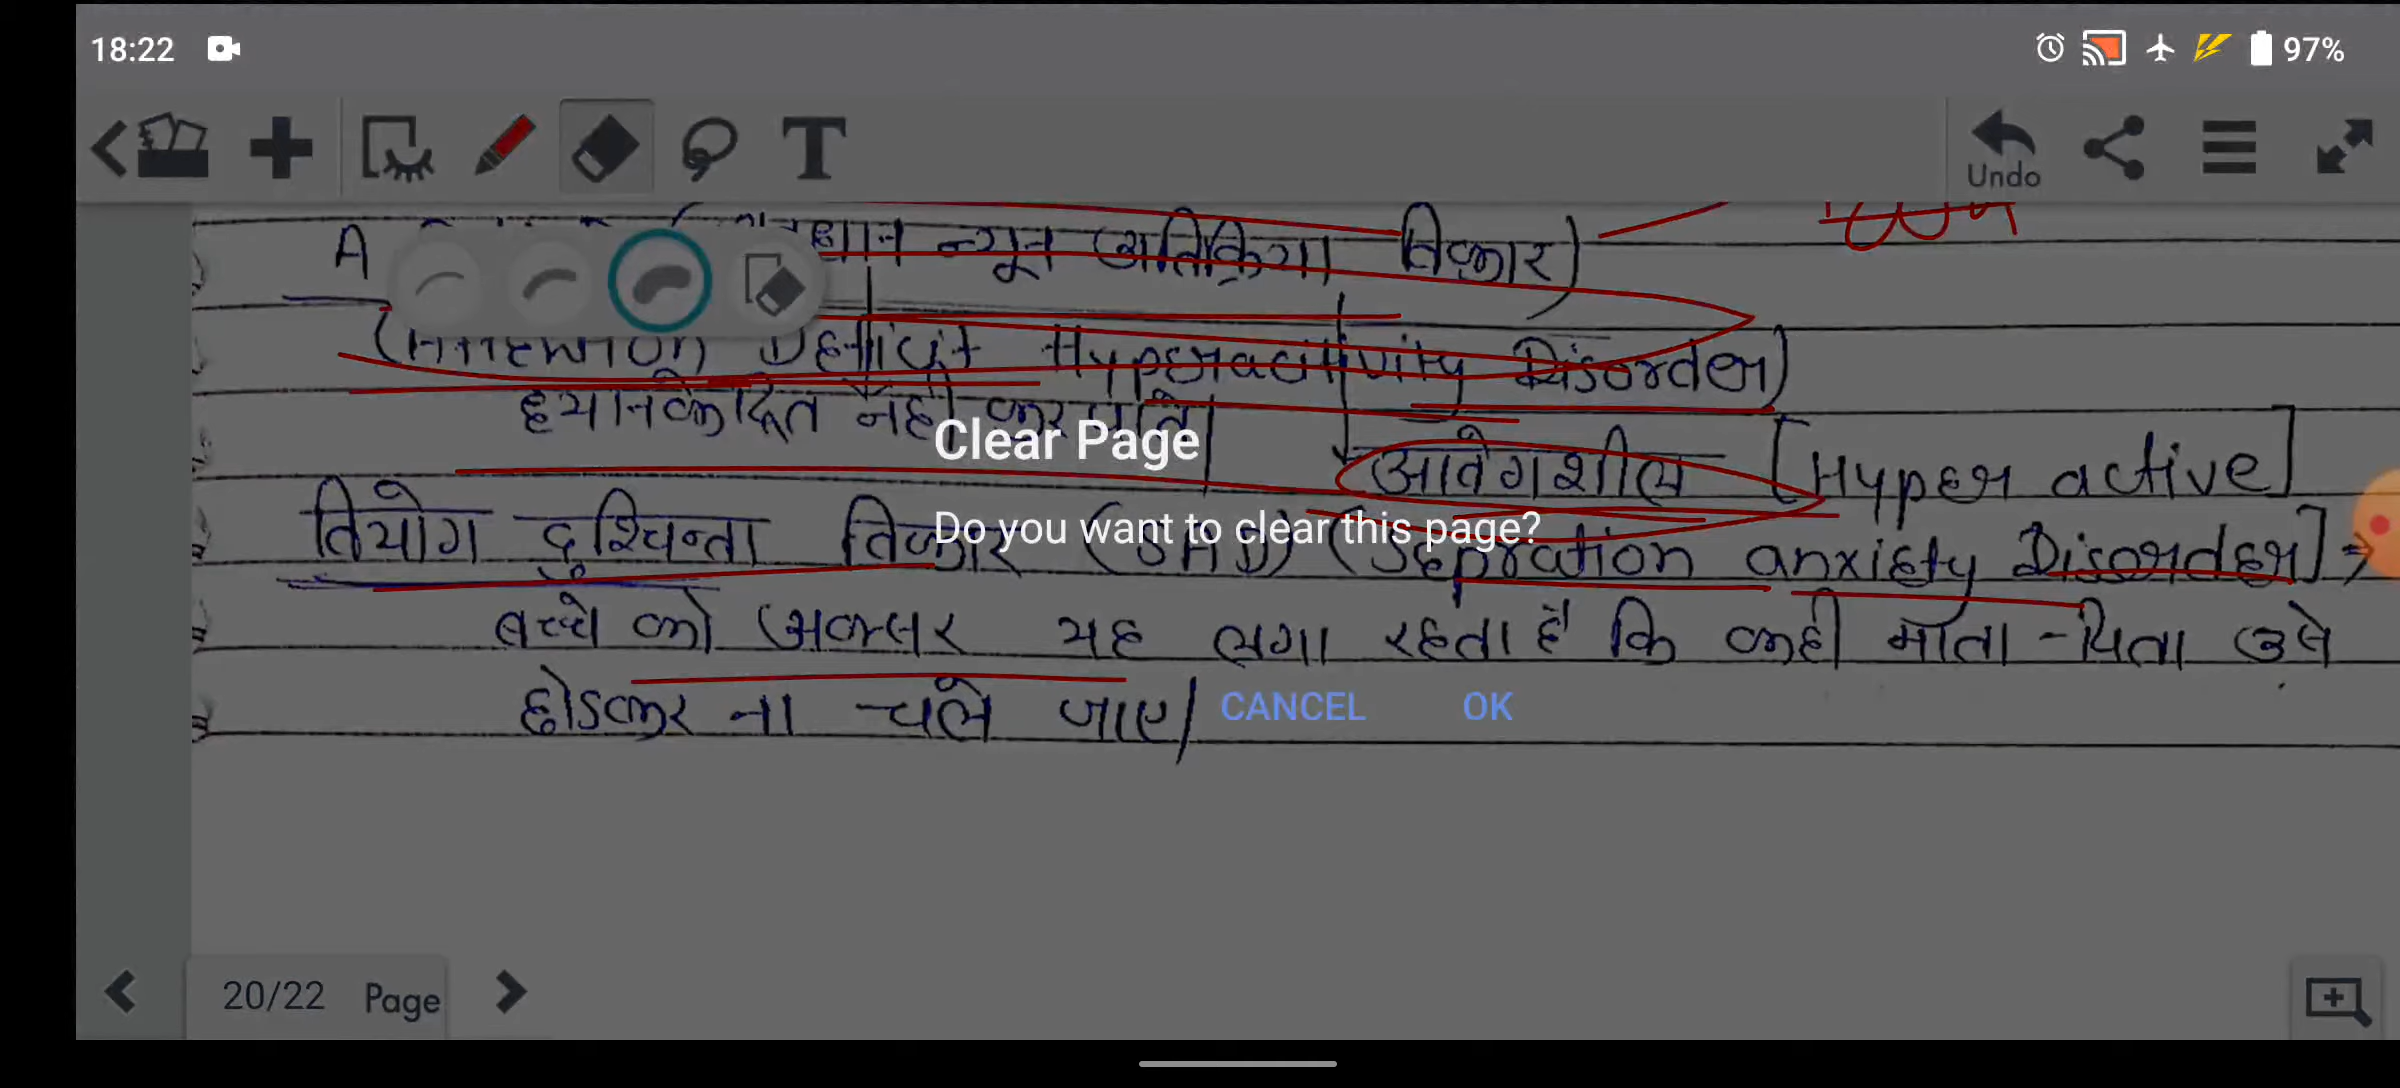 18:22 97%
Undo
A न्यून अतिक्रिया विकार)
Hyperactivity Disorder)
ध्यानकेंद्रित नही कर पाते।
Clear Page
आवेगशील [Hyper active]
Do you want to clear this page?
वियोग दुश्चिन्ता विकार (SAD) (Sepration anxiety Disorder] ⇒
बच्चे को अक्सर यह लगा रहता है कि कही माता - पिता उसे
छोडकर ना चले जाए।
CANCEL OK
20/22 Page